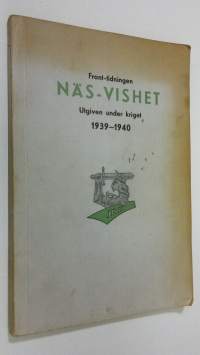 Front-tidningen
NÄS-VISHET
Utgiven under kriget
1939–1940